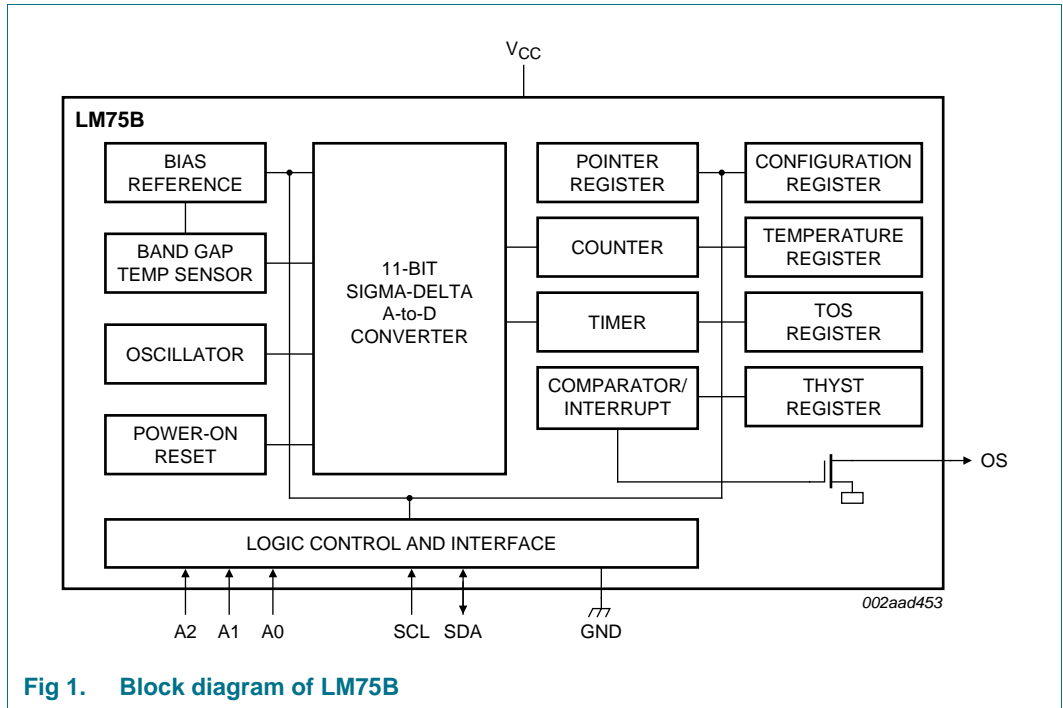 VCC
LM75B
BIAS
REFERENCE
BAND GAP
TEMP SENSOR
OSCILLATOR
POWER-ON
RESET
11-BIT
SIGMA-DELTA
A-to-D
CONVERTER
POINTER
REGISTER
COUNTER
TIMER
COMPARATOR/
INTERRUPT
CONFIGURATION
REGISTER
TEMPERATURE
REGISTER
TOS
REGISTER
THYST
REGISTER
OS
LOGIC CONTROL AND INTERFACE
002aad453
A2 A1 A0 SCL SDA GND
Fig 1. Block diagram of LM75B